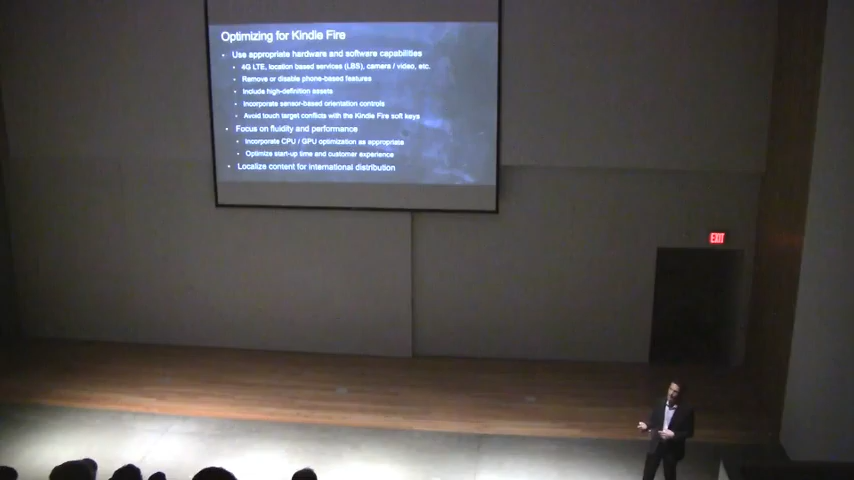 Optimizing for Kindle Fire
• Use appropriate hardware and software capabilities
• 4G LTE, location based services (LBS), camera / video, etc.
• Remove or disable phone-based features
• Include high-definition assets
• Incorporate sensor-based orientation controls
• Avoid touch target conflicts with the Kindle Fire soft keys
• Focus on fluidity and performance
• Incorporate CPU / GPU optimization as appropriate
• Optimize start-up time and customer experience
• Localize content for international distribution
EXIT